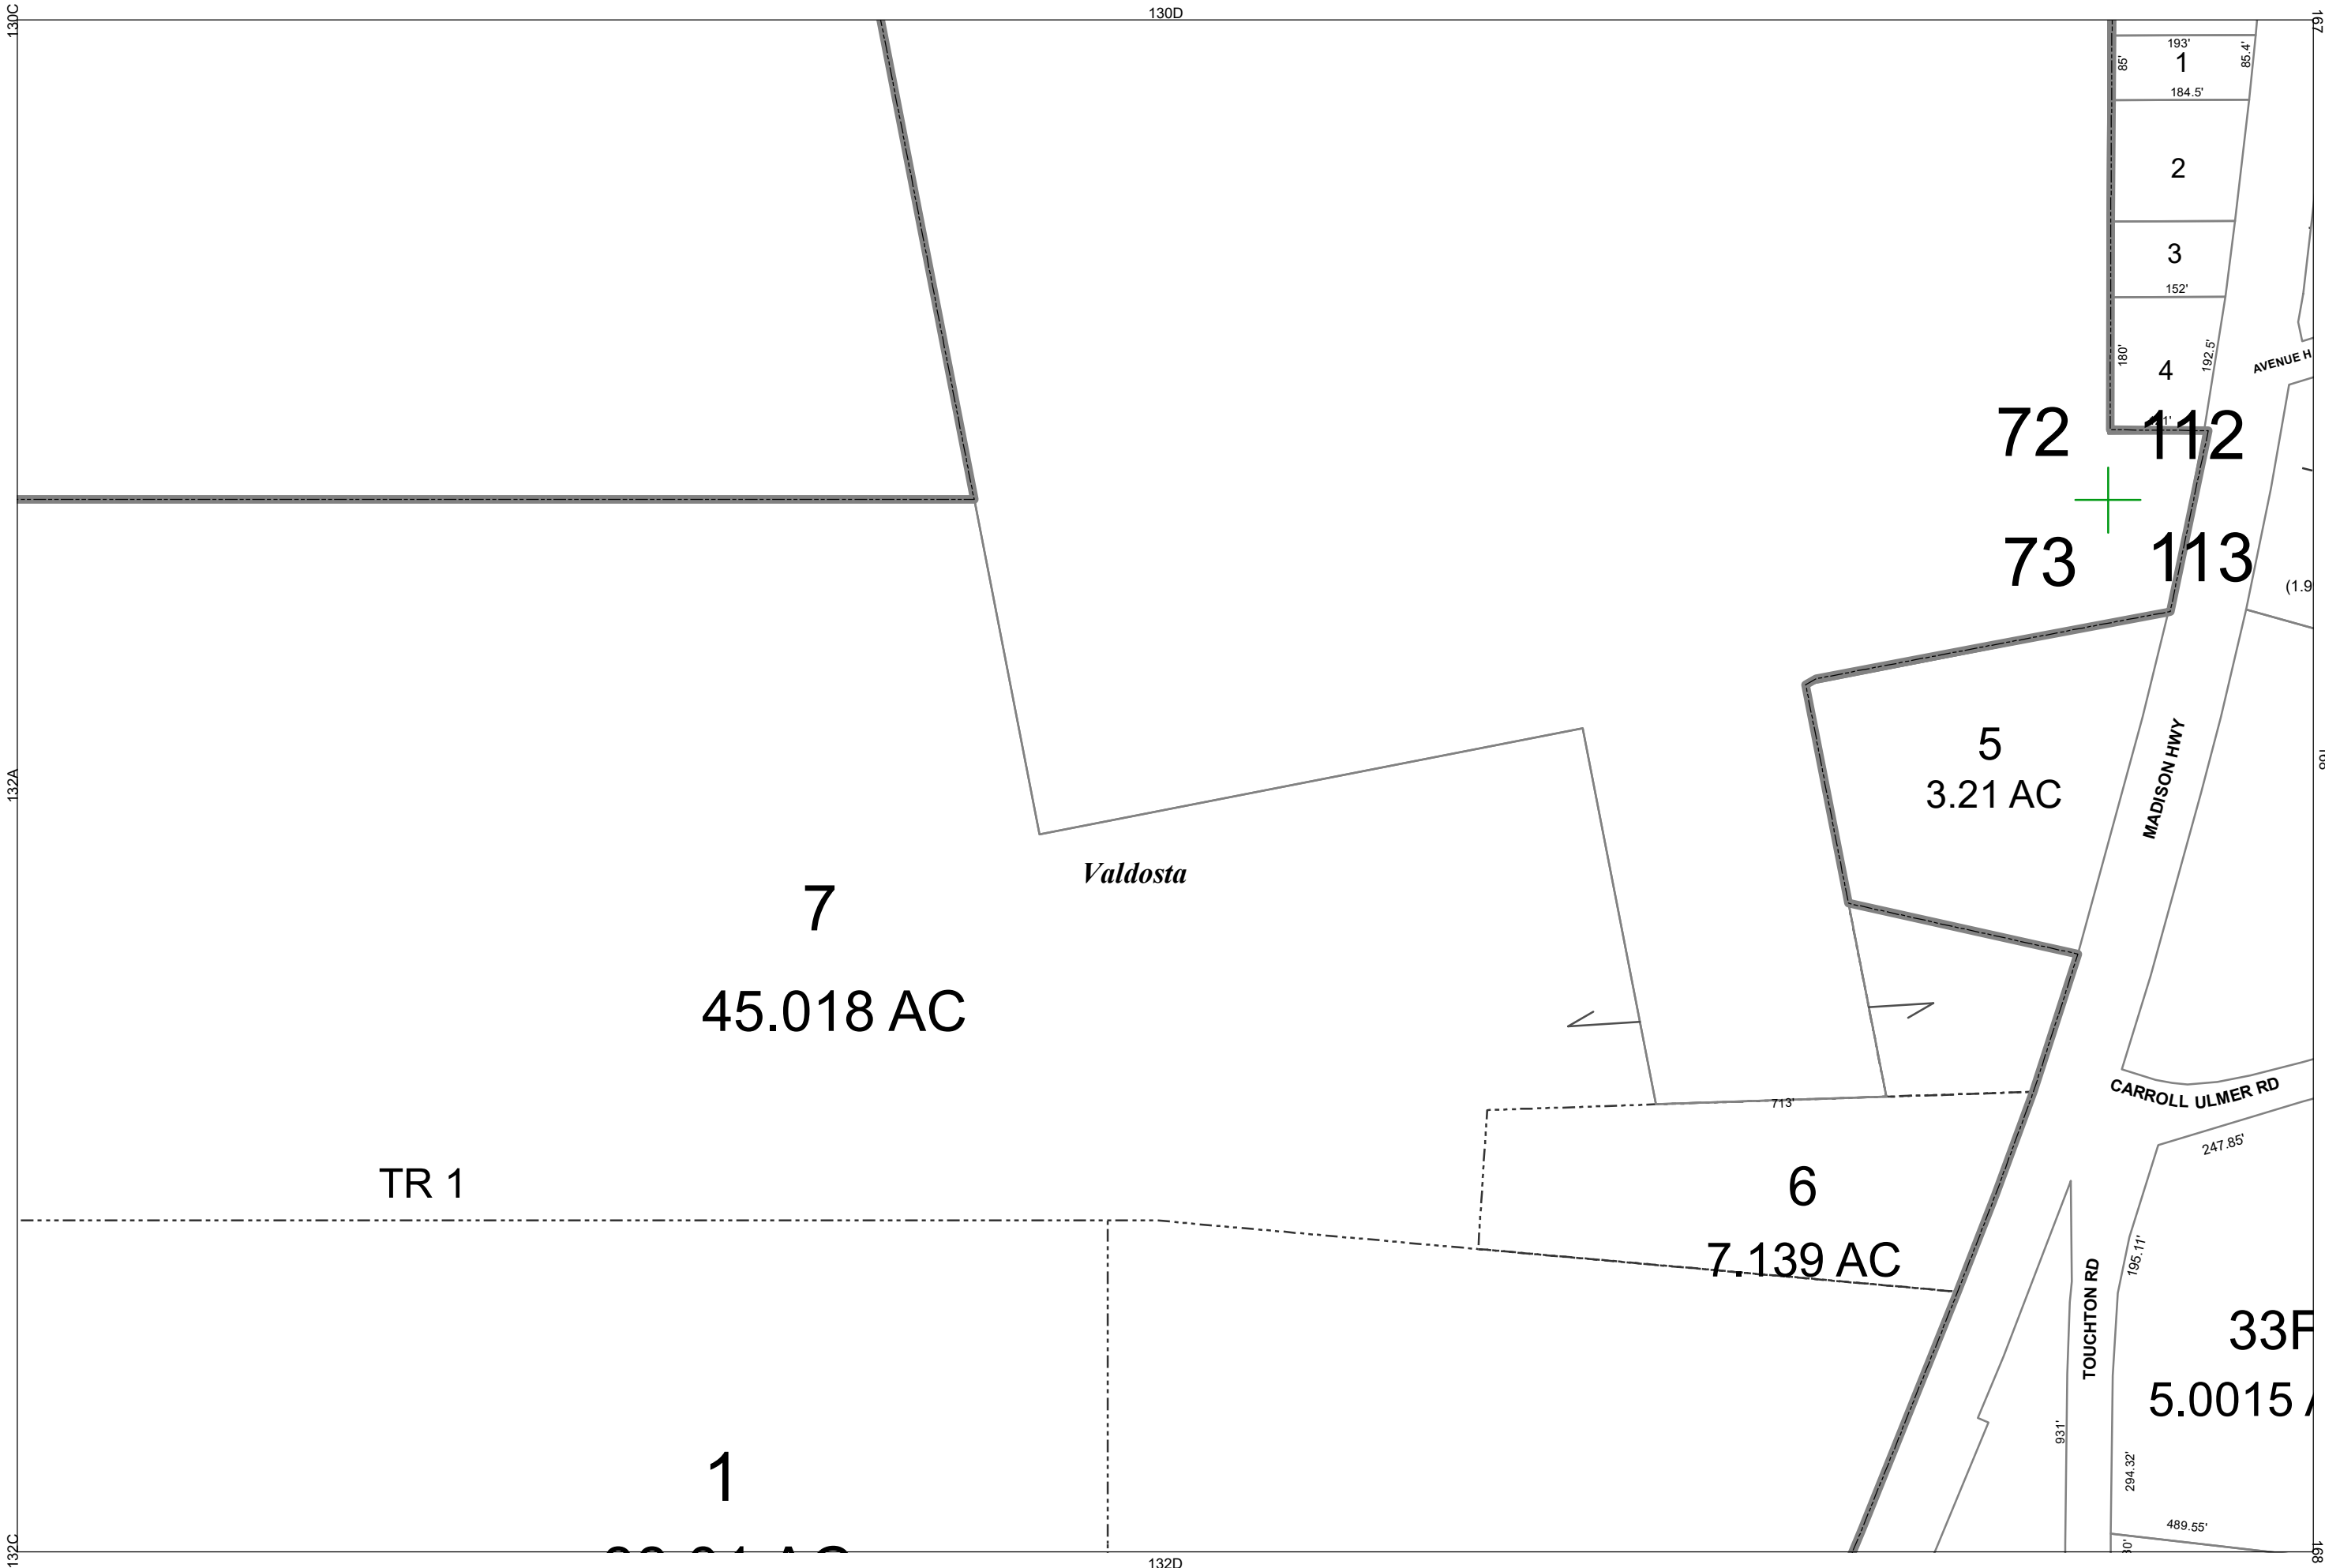 130C
130D
167
193'
85'
1
85.4'
184.5'
2
3
152'
180'
4
192.5'
AVENUE H
72
112
73
113
(1.9
132A
168
5
3.21 AC
MADISON HWY
Valdosta
7
45.018 AC
713'
CARROLL ULMER RD
247.85'
TR 1
6
7.139 AC
195.11'
TOUCHTON RD
33F
5.0015 A
931'
294.32'
1
489.55'
132C
132D
168